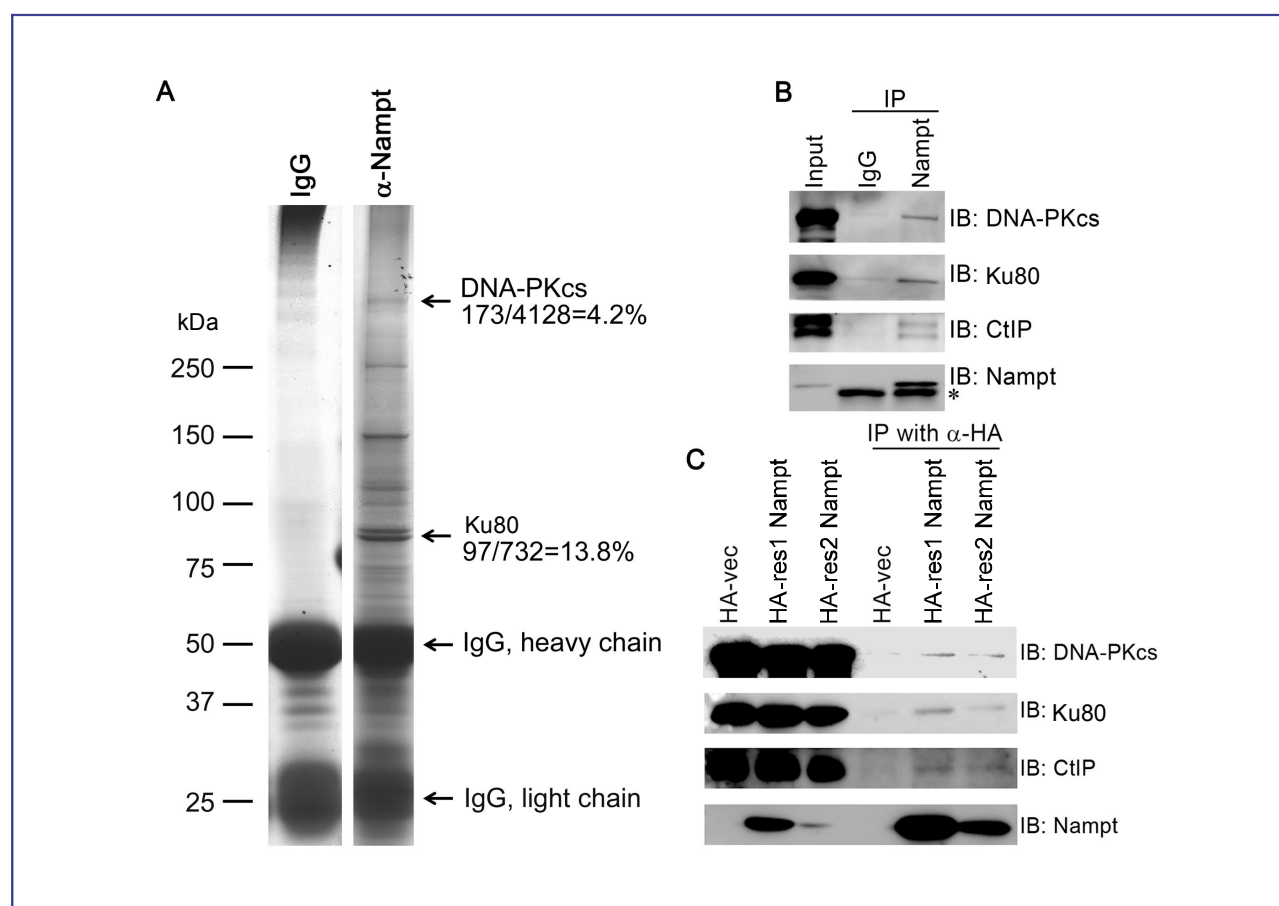 A
IgG
α-Nampt
kDa
250
150
100
75
50
37
25
DNA-PKcs
173/4128=4.2%
Ku80
97/732=13.8%
IgG, heavy chain
IgG, light chain
B
IP
Input
IgG
Nampt
IB: DNA-PKcs
IB: Ku80
IB: CtIP
IB: Nampt
*
C
IP with α-HA
HA-vec
HA-res1 Nampt
HA-res2 Nampt
HA-vec
HA-res1 Nampt
HA-res2 Nampt
IB: DNA-PKcs
IB: Ku80
IB: CtIP
IB: Nampt